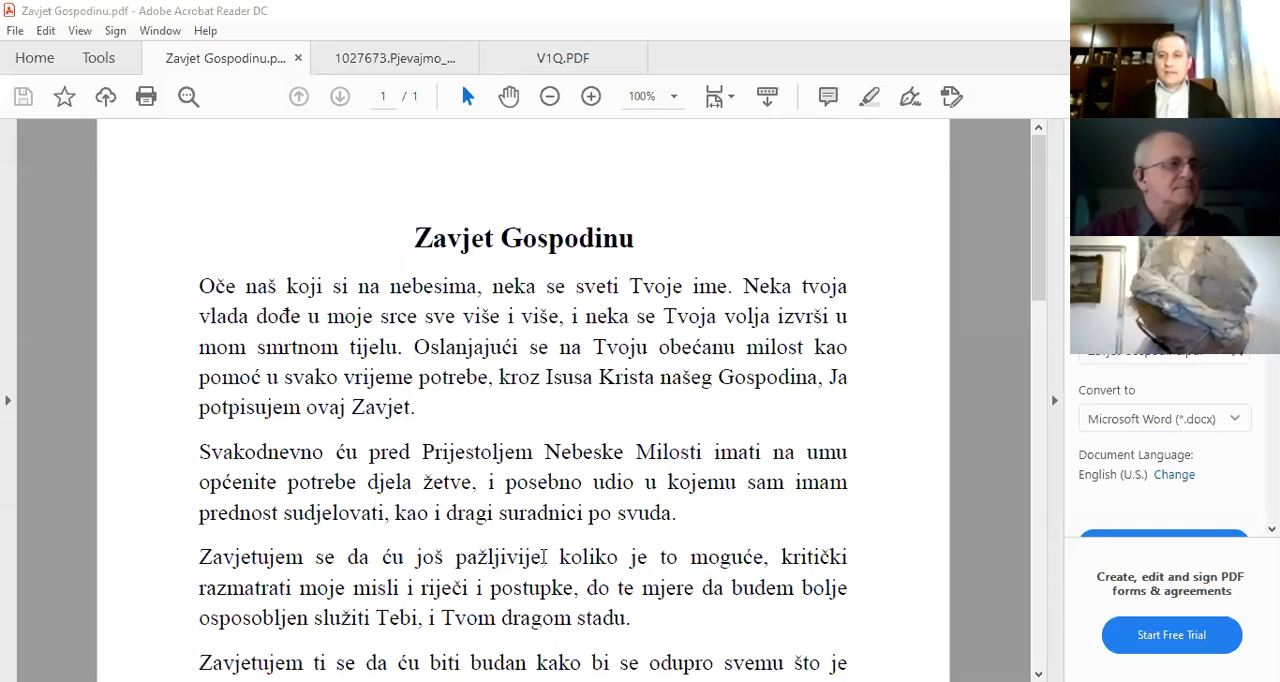 Zavjet Gospodinu.pdf - Adobe Acrobat Reader DC
File Edit View Sign Window Help
Home Tools Zavjet Gospodinu.p... × 1027673.Pjevajmo_... V1Q.PDF
1 / 1 100%
Zavjet Gospodinu
Oče naš koji si na nebesima, neka se sveti Tvoje ime. Neka tvoja
vlada dođe u moje srce sve više i više, i neka se Tvoja volja izvrši u
mom smrtnom tijelu. Oslanjajući se na Tvoju obećanu milost kao
pomoć u svako vrijeme potrebe, kroz Isusa Krista našeg Gospodina, Ja
potpisujem ovaj Zavjet.
Svakodnevno ću pred Prijestoljem Nebeske Milosti imati na umu
općenite potrebe djela žetve, i posebno udio u kojemu sam imam
prednost sudjelovati, kao i dragi suradnici po svuda.
Zavjetujem se da ću još pažljivije, koliko je to moguće, kritički
razmatrati moje misli i riječi i postupke, do te mjere da budem bolje
osposobljen služiti Tebi, i Tvom dragom stadu.
Zavjetujem ti se da ću biti budan kako bi se odupro svemu što je
Convert to
Microsoft Word (*.docx)
Document Language:
English (U.S.) Change
Create, edit and sign PDF
forms & agreements
Start Free Trial